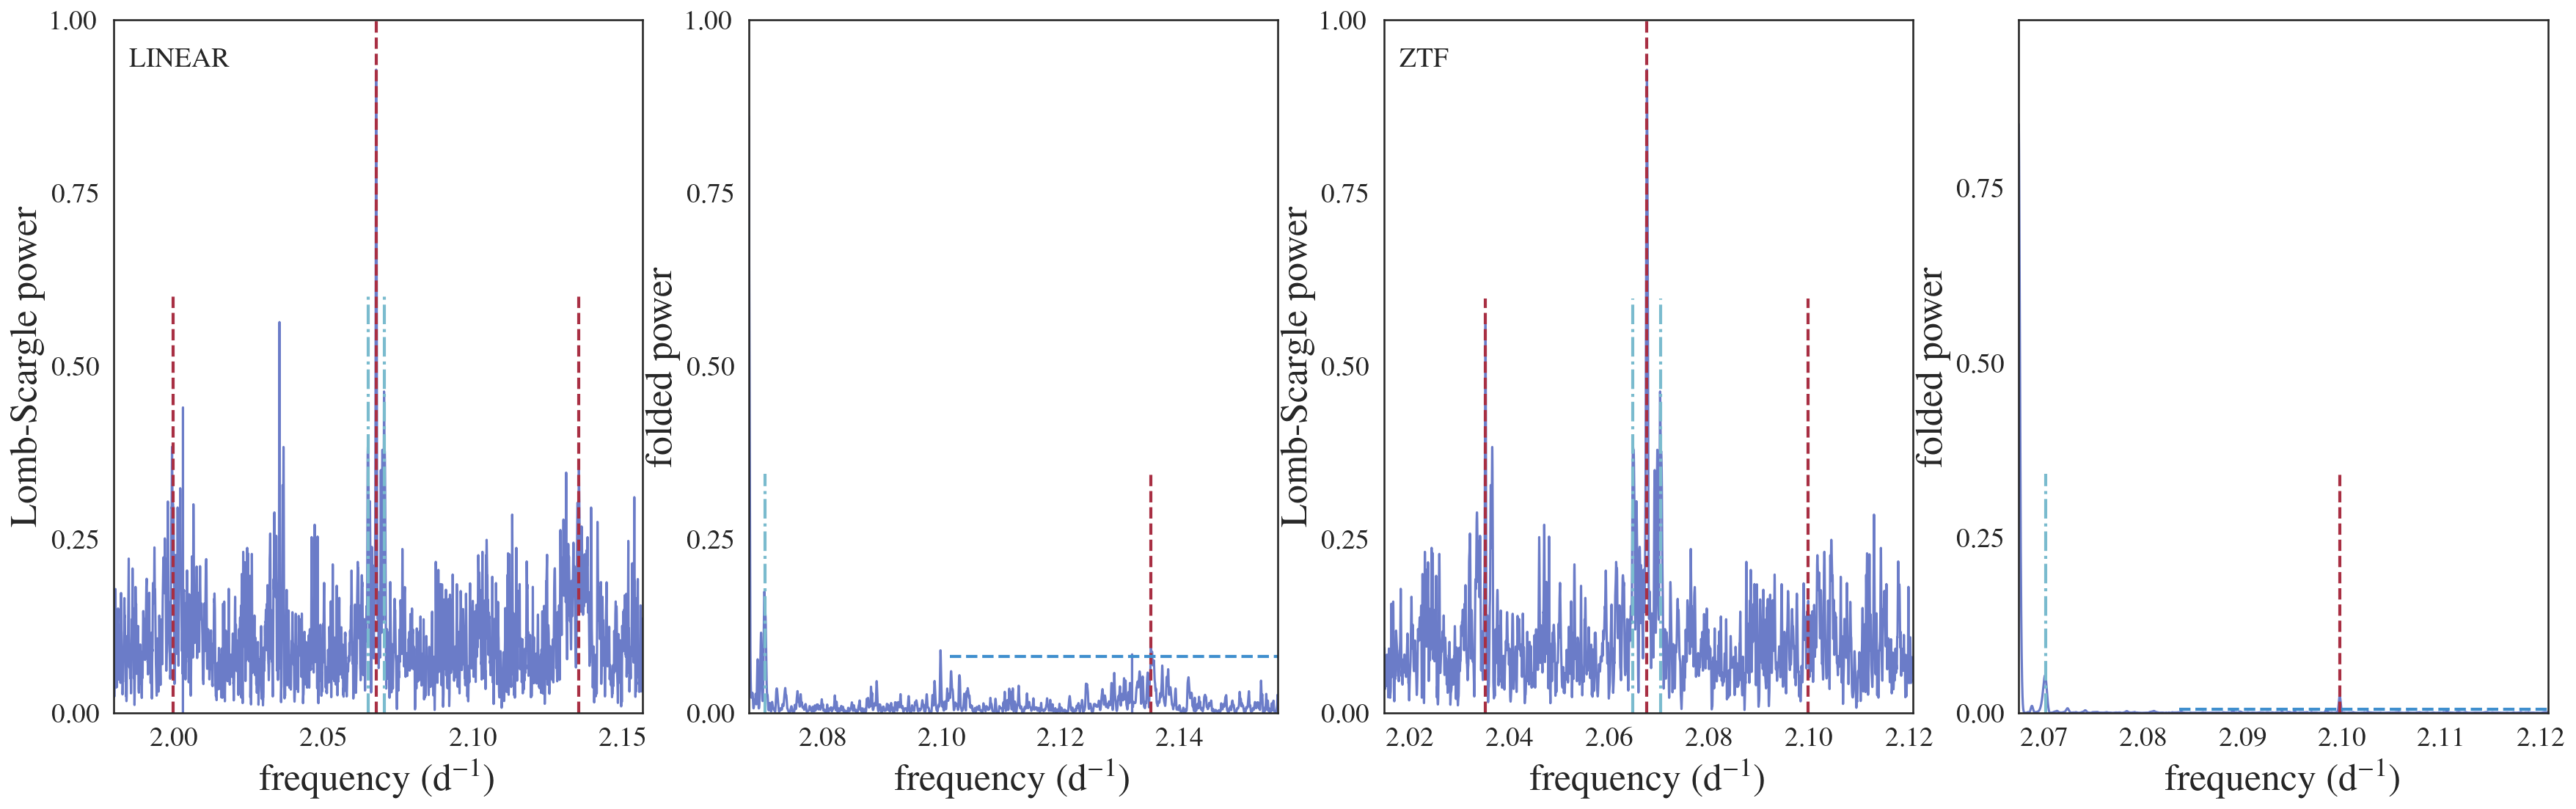 LINEAR
Lomb-Scargle power
1.00
0.75
0.50
0.25
0.00
2.00 2.05 2.10 2.15
frequency (d⁻¹)
folded power
1.00
0.75
0.50
0.25
0.00
2.08 2.10 2.12 2.14
frequency (d⁻¹)
ZTF
Lomb-Scargle power
1.00
0.75
0.50
0.25
0.00
2.02 2.04 2.06 2.08 2.10 2.12
frequency (d⁻¹)
folded power
0.75
0.50
0.25
0.00
2.07 2.08 2.09 2.10 2.11 2.12
frequency (d⁻¹)